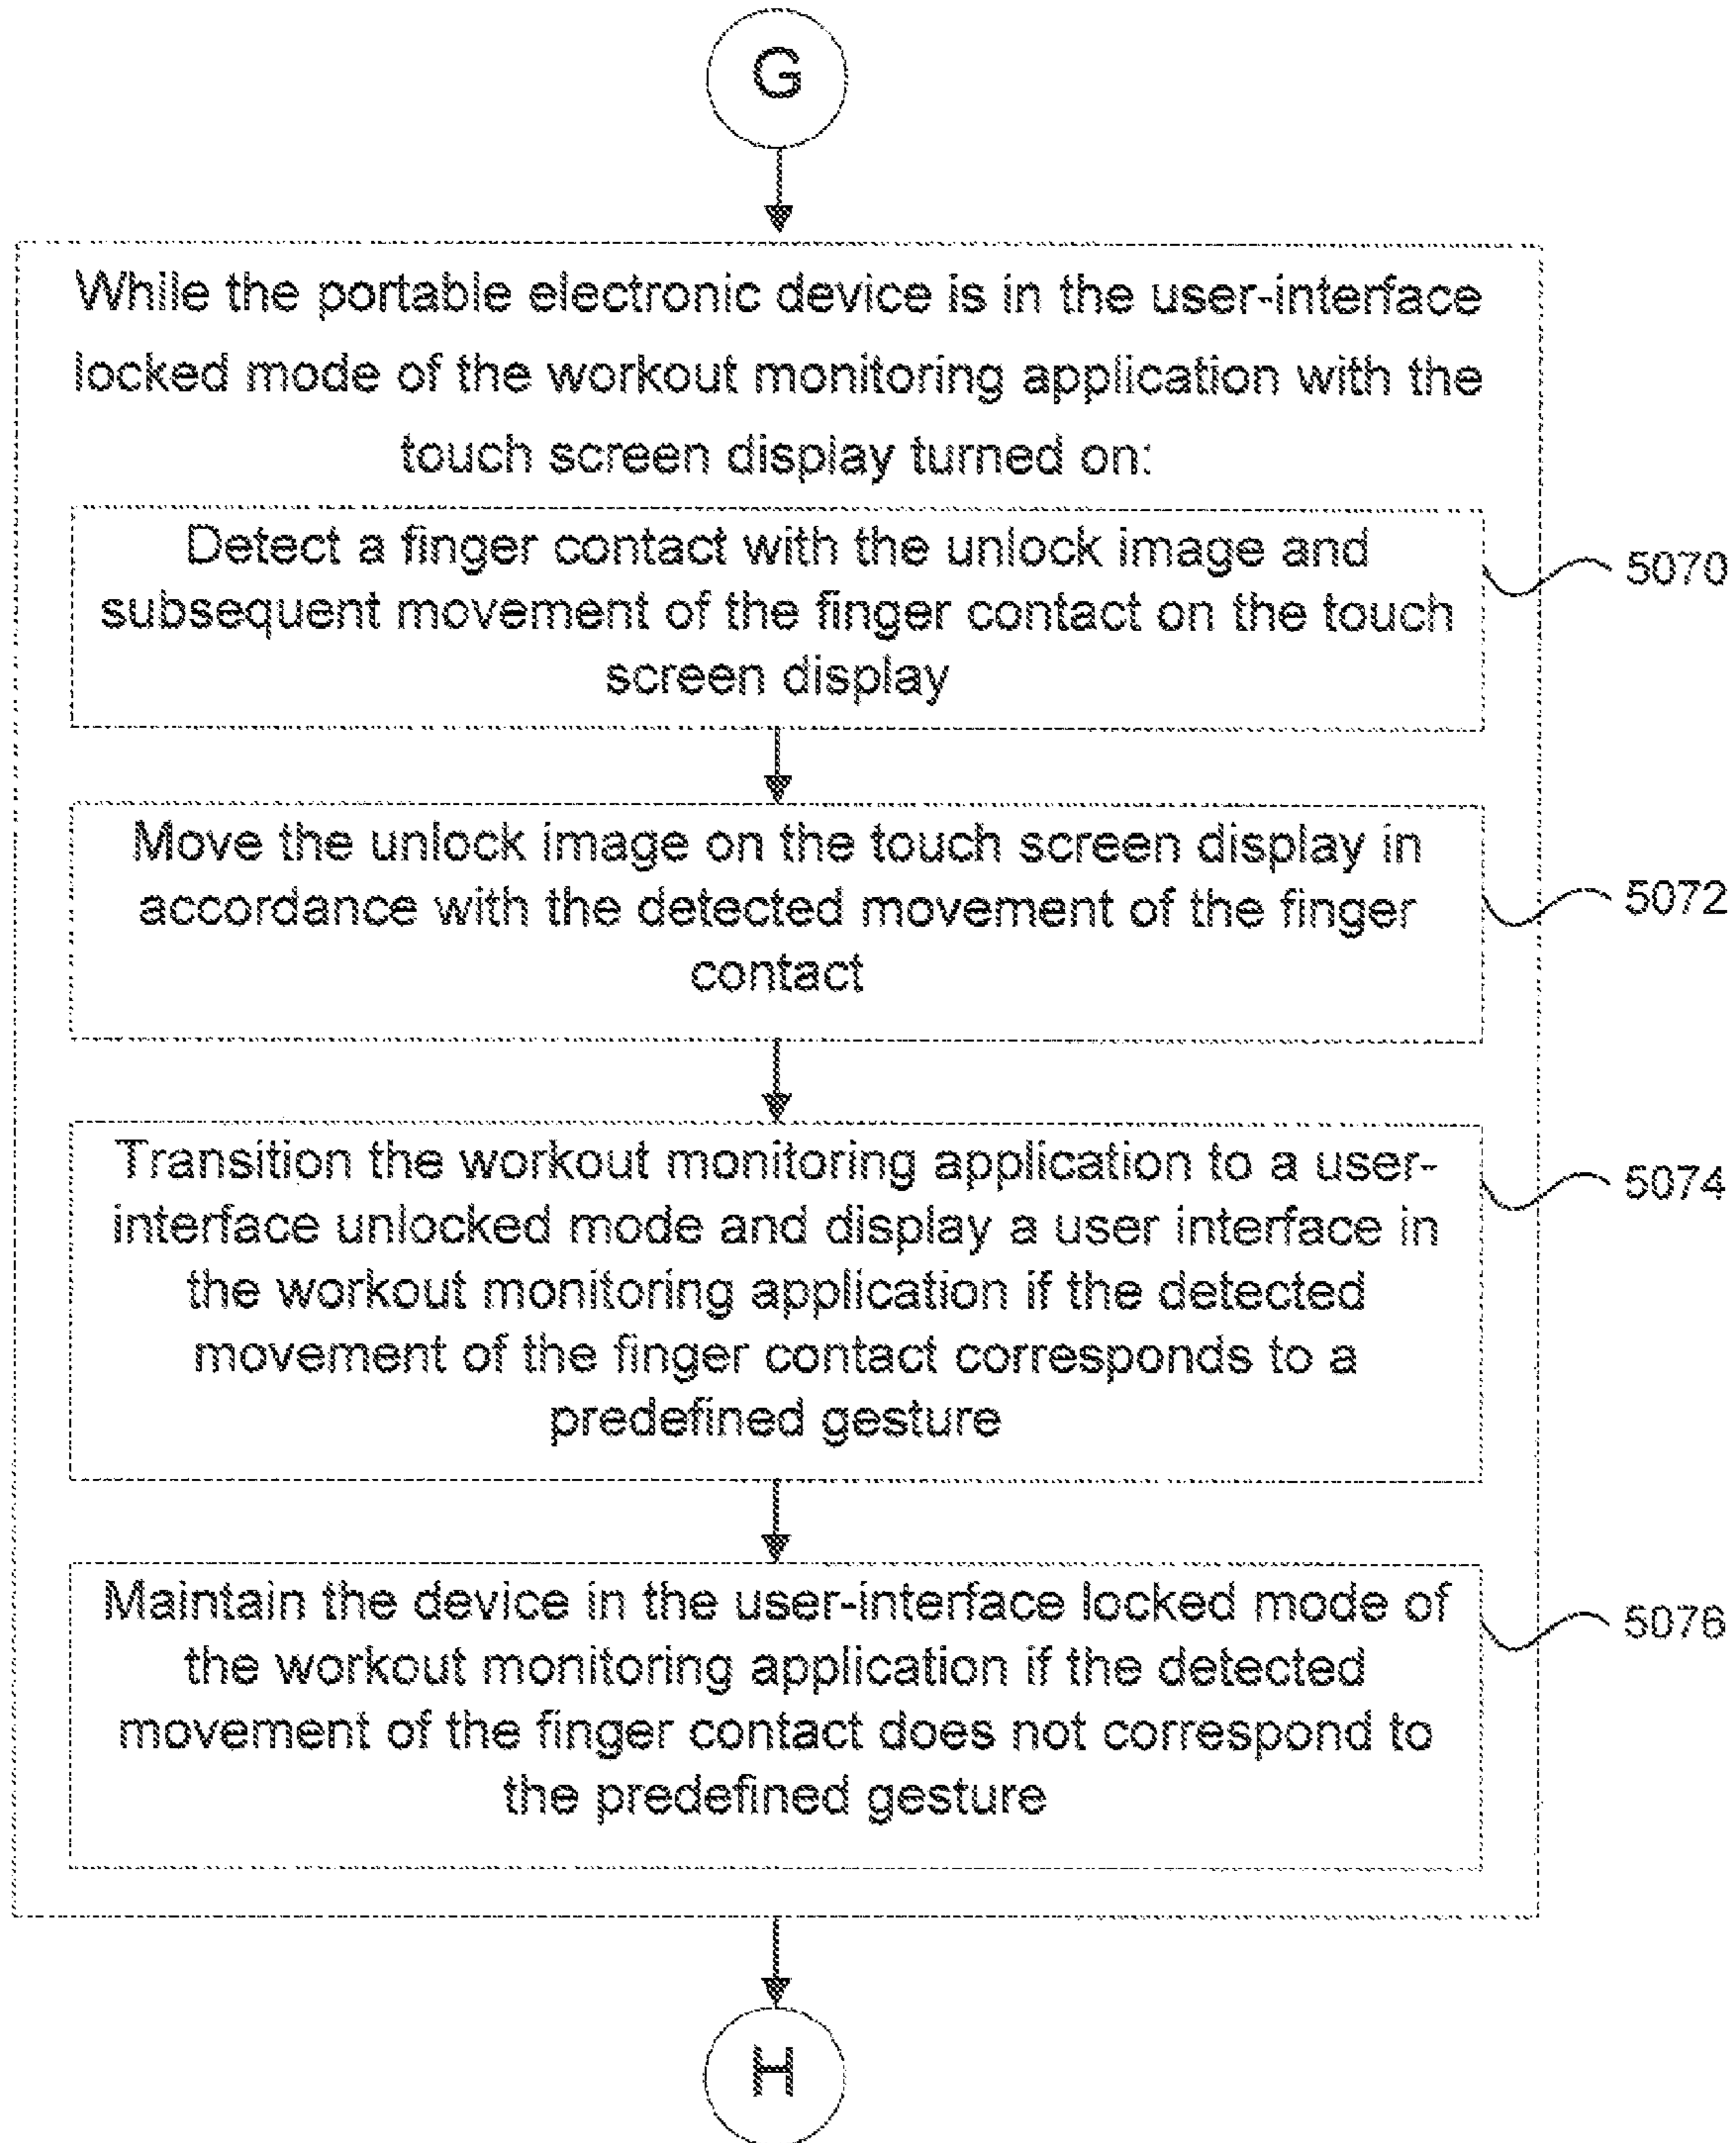 G
While the portable electronic device is in the user-interface
locked mode of the workout monitoring application with the
touch screen display turned on:
Detect a finger contact with the unlock image and
subsequent movement of the finger contact on the touch
screen display
5070
Move the unlock image on the touch screen display in
accordance with the detected movement of the finger
contact
5072
Transition the workout monitoring application to a user-
interface unlocked mode and display a user interface in
the workout monitoring application if the detected
movement of the finger contact corresponds to a
predefined gesture
5074
Maintain the device in the user-interface locked mode of
the workout monitoring application if the detected
movement of the finger contact does not correspond to
the predefined gesture
5076
H